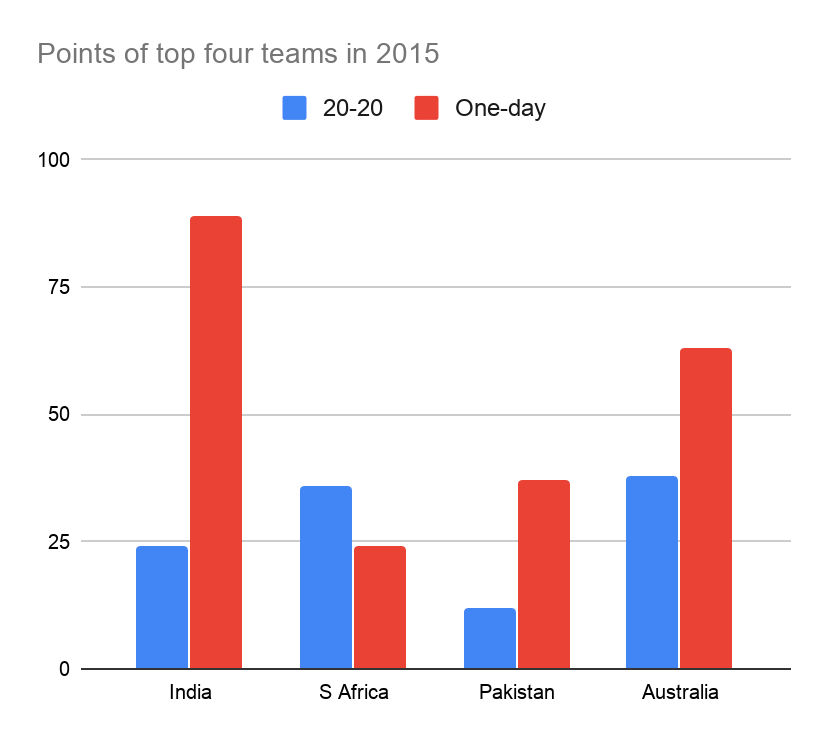 Points of top four teams in 2015
20-20 One-day
100
75
50
25
0
India S Africa Pakistan Australia